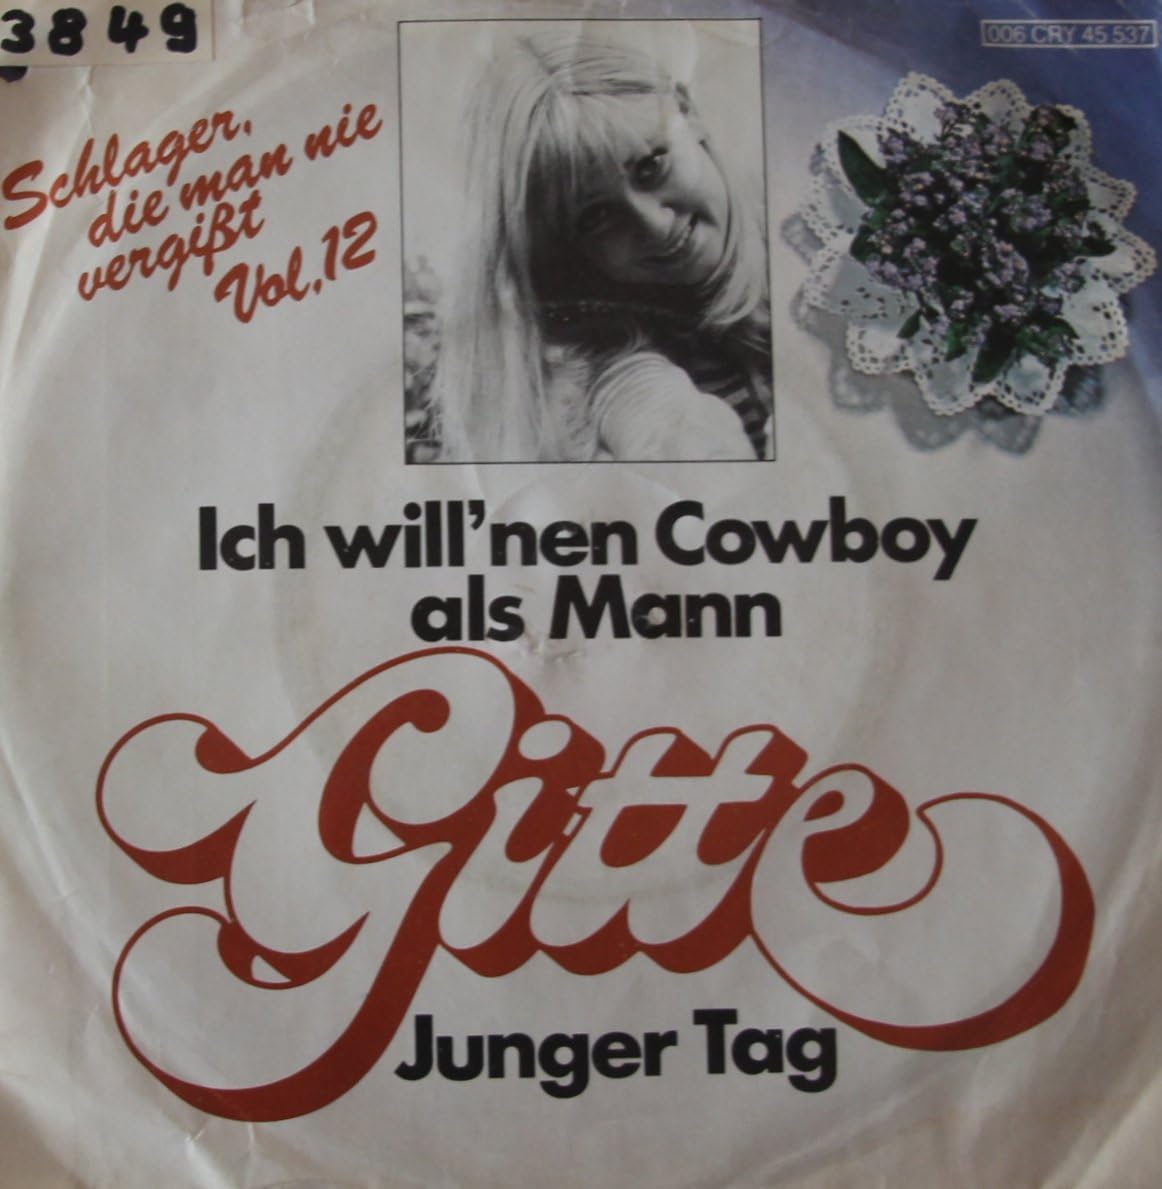 3849
006 CRY 45 537
Schlager,
die man nie
vergißt
Vol. 12
Ich will'nen Cowboy
als Mann
Gitte
Junger Tag